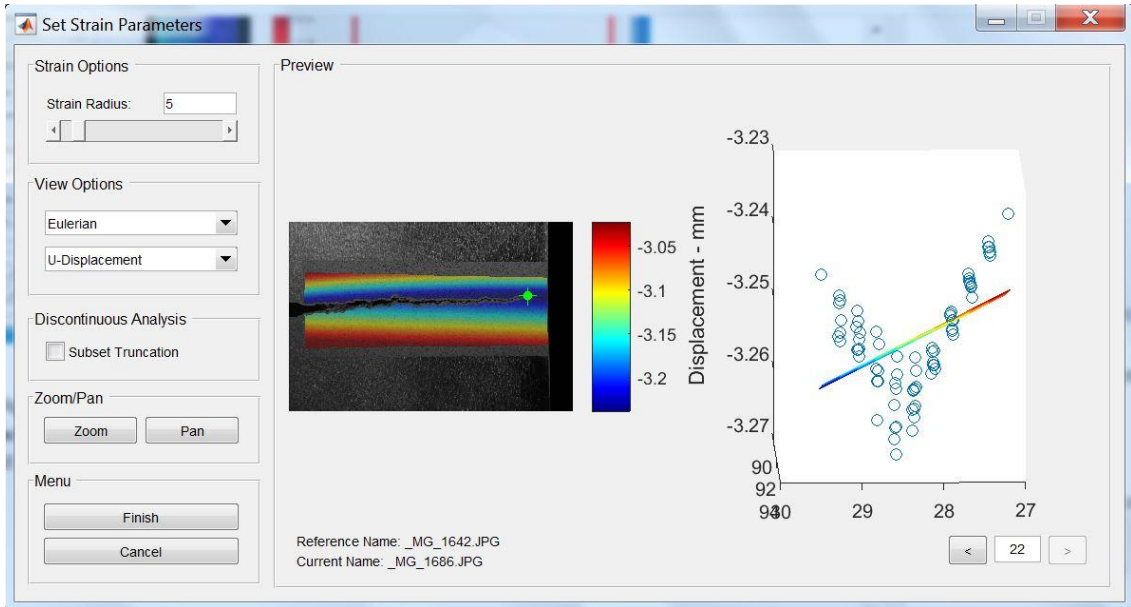 Set Strain Parameters
Strain Options
Strain Radius: 5
View Options
Eulerian
U-Displacement
Discontinuous Analysis
Subset Truncation
Zoom/Pan
Zoom Pan
Menu
Finish
Cancel
Preview
-3.05
-3.1
-3.15
-3.2
Displacement - mm
-3.23
-3.24
-3.25
-3.26
-3.27
90
92
9430
29 28 27
Reference Name: _MG_1642.JPG
Current Name: _MG_1686.JPG
< 22 >